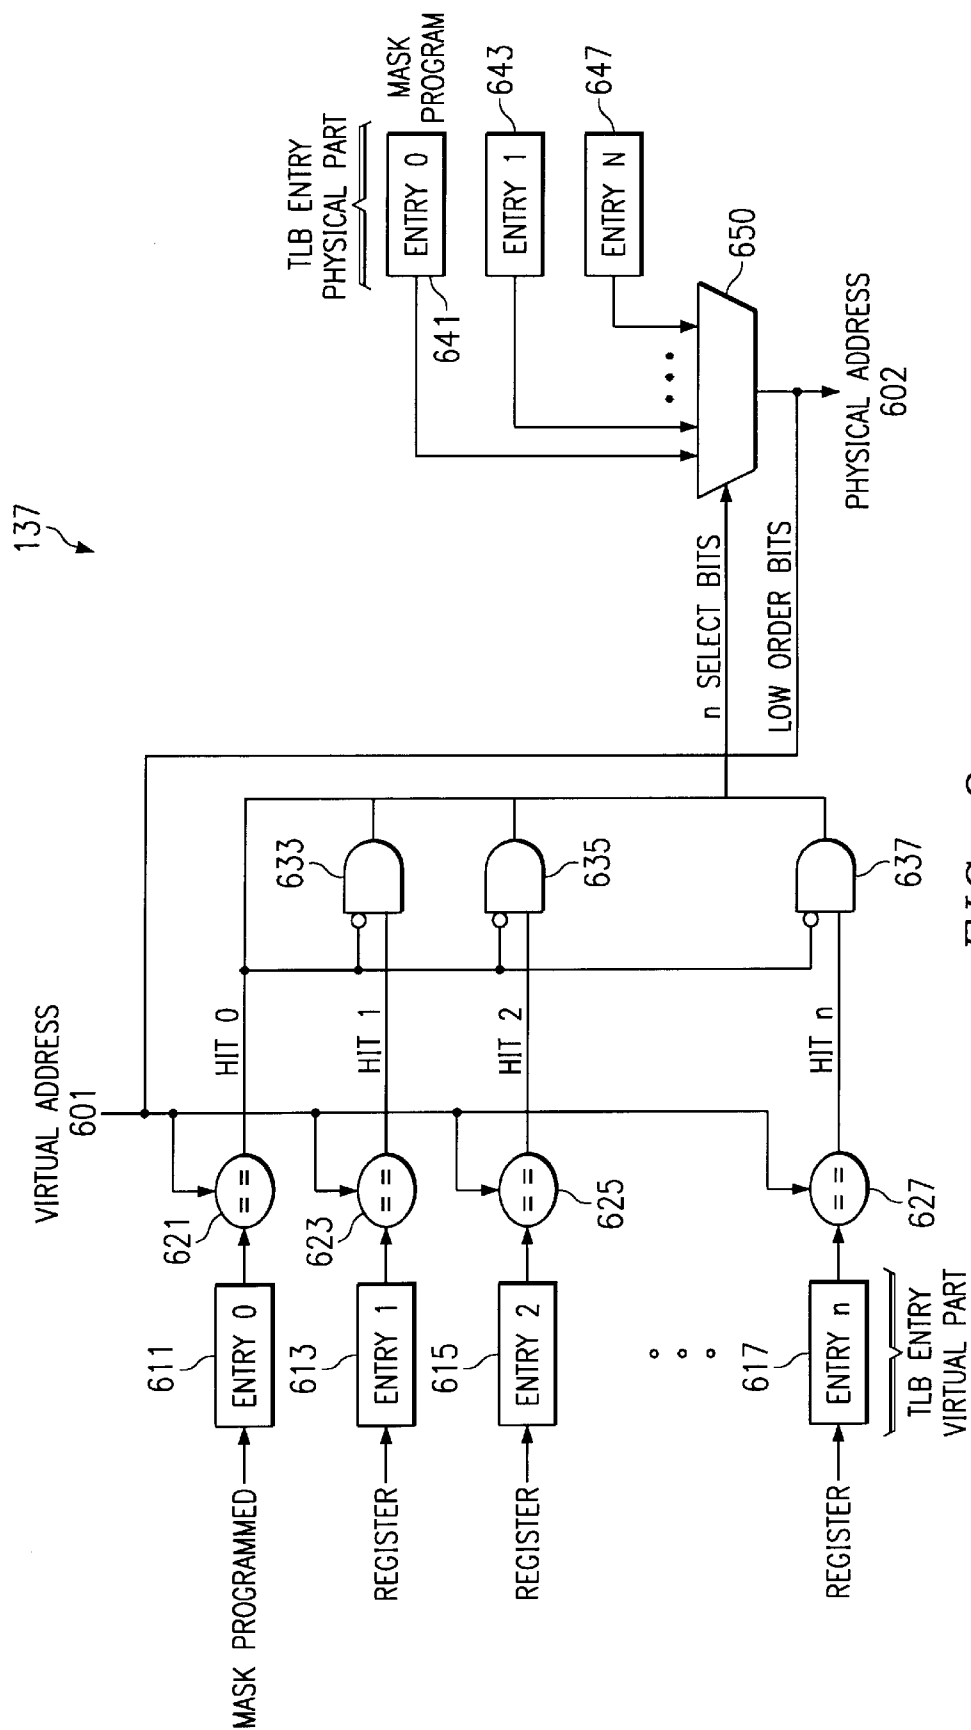 137
VIRTUAL ADDRESS
601
MASK PROGRAMMED
611
ENTRY 0
621
==
HIT 0
REGISTER
613
ENTRY 1
623
==
HIT 1
633
REGISTER
615
ENTRY 2
625
==
HIT 2
635
REGISTER
617
ENTRY n
627
==
HIT n
637
TLB ENTRY
VIRTUAL PART
n SELECT BITS
LOW ORDER BITS
TLB ENTRY
PHYSICAL PART
ENTRY 0
MASK
PROGRAM
641
ENTRY 1
643
ENTRY N
647
650
PHYSICAL ADDRESS
602